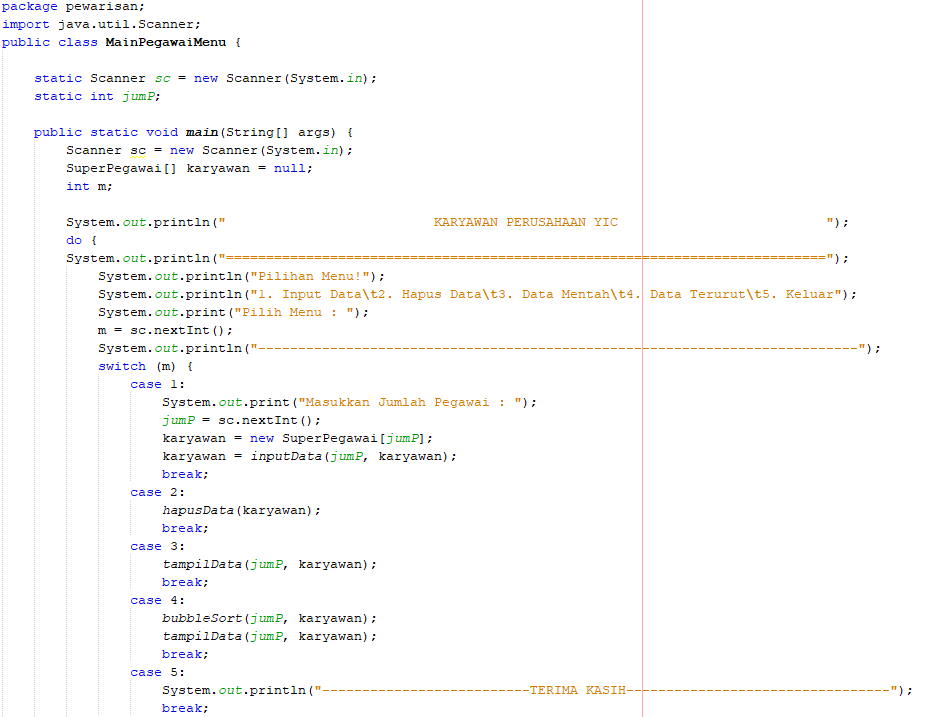 package pewarisan;
import java.util.Scanner;
public class MainPegawaiMenu {
static Scanner sc = new Scanner(System.in);
static int jumP;
public static void main(String[] args) {
Scanner sc = new Scanner(System.in);
SuperPegawai[] karyawan = null;
int m;
System.out.println("                          KARYAWAN PERUSAHAAN YIC                          ");
do {
System.out.println("===========================================================================");
System.out.println("Pilihan Menu!");
System.out.println("1. Input Data\t2. Hapus Data\t3. Data Mentah\t4. Data Terurut\t5. Keluar");
System.out.print("Pilih Menu : ");
m = sc.nextInt();
System.out.println("---------------------------------------------------------------------------");
switch (m) {
case 1:
System.out.print("Masukkan Jumlah Pegawai : ");
jumP = sc.nextInt();
karyawan = new SuperPegawai[jumP];
karyawan = inputData(jumP, karyawan);
break;
case 2:
hapusData(karyawan);
break;
case 3:
tampilData(jumP, karyawan);
break;
case 4:
bubbleSort(jumP, karyawan);
tampilData(jumP, karyawan);
break;
case 5:
System.out.println("--------------------------TERIMA KASIH---------------------------------");
break;